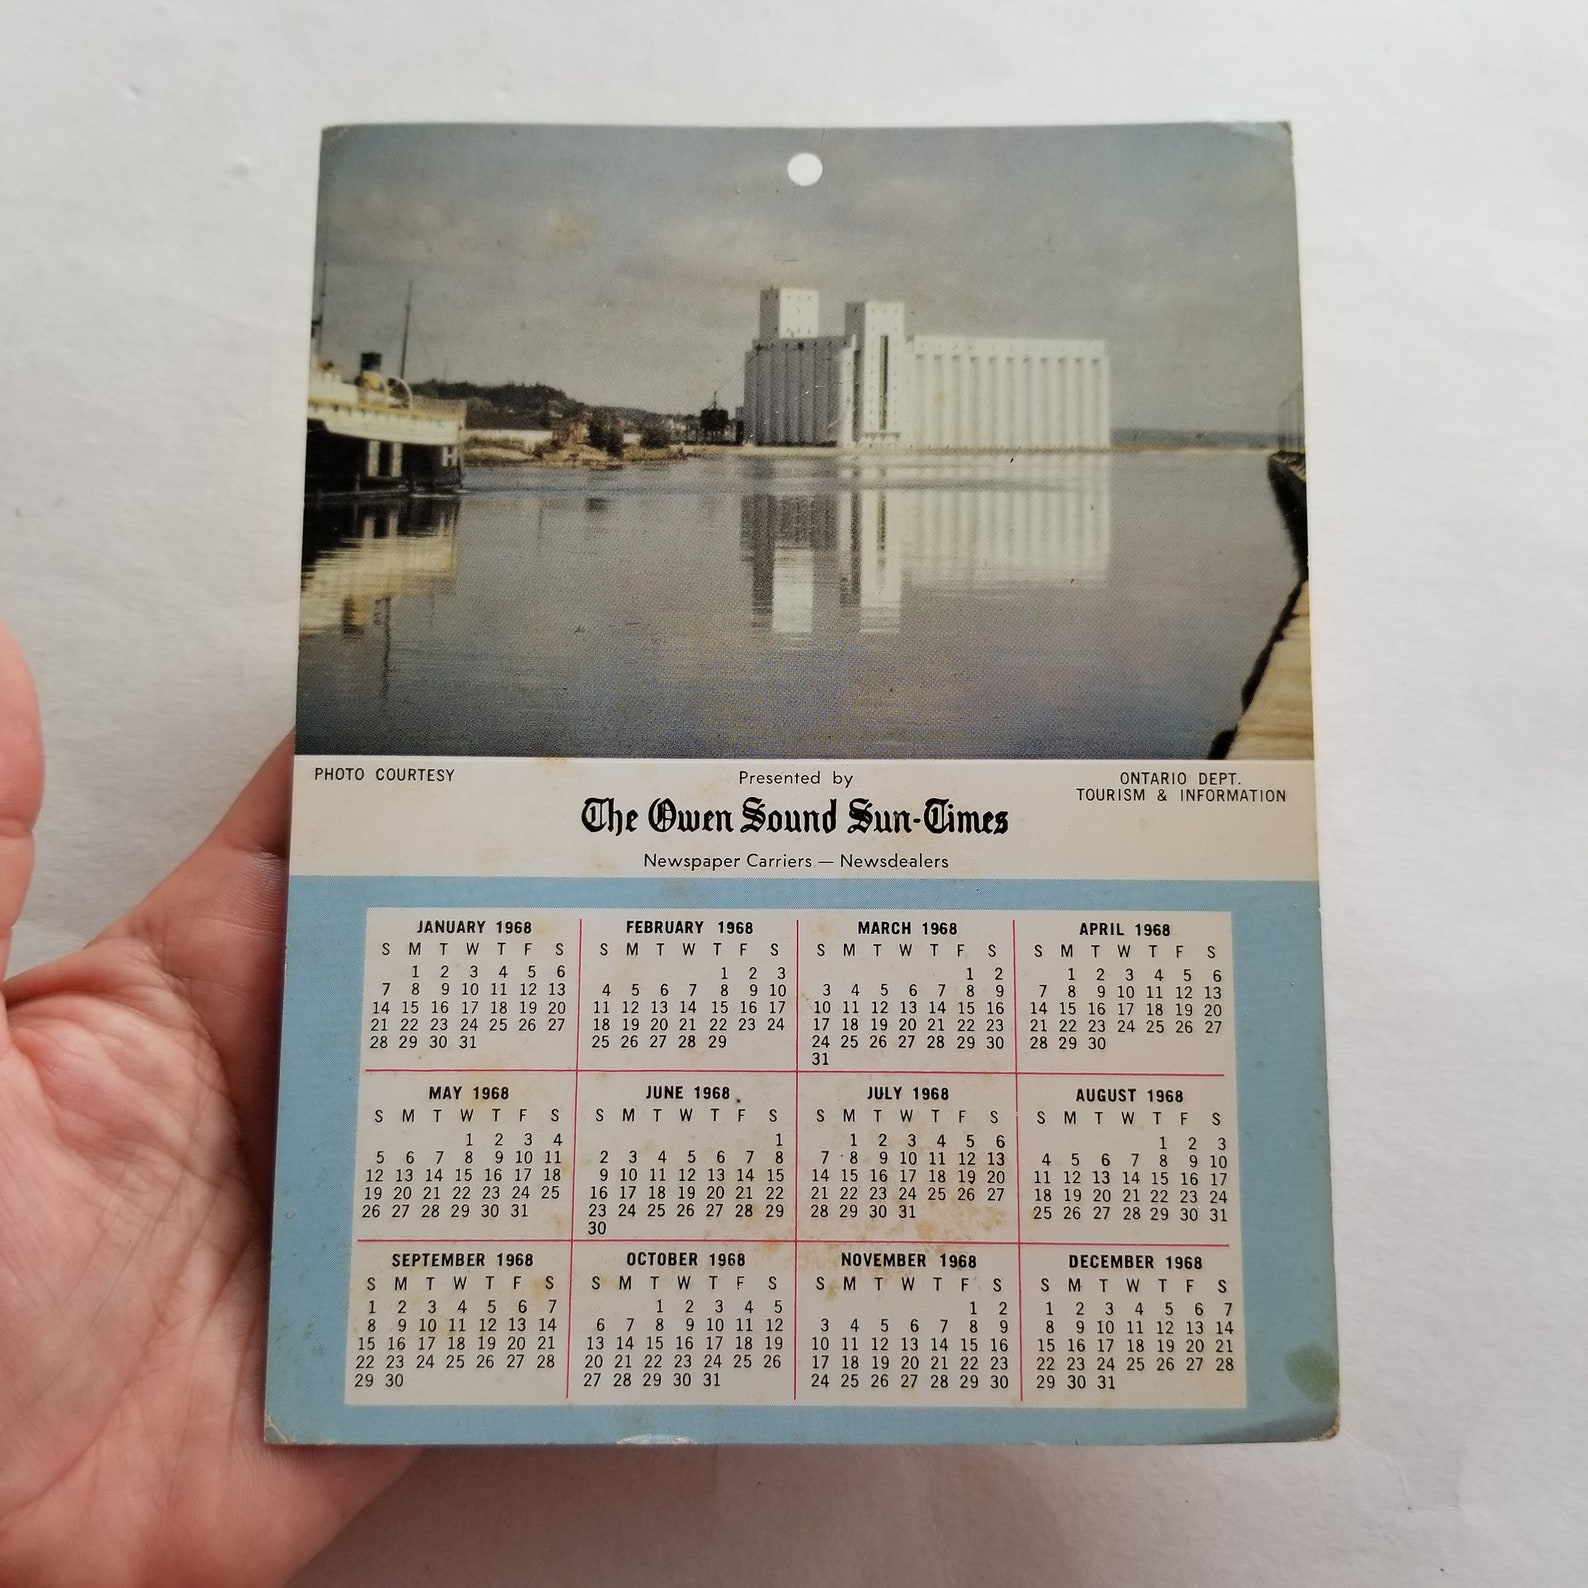 PHOTO COURTESY
Presented by
ONTARIO DEPT.
TOURISM & INFORMATION
The Owen Sound Sun-Times
Newspaper Carriers — Newsdealers
JANUARY 1968
S M T W T F S
1 2 3 4 5 6
7 8 9 10 11 12 13
14 15 16 17 18 19 20
21 22 23 24 25 26 27
28 29 30 31
FEBRUARY 1968
S M T W T F S
1 2 3
4 5 6 7 8 9 10
11 12 13 14 15 16 17
18 19 20 21 22 23 24
25 26 27 28 29
MARCH 1968
S M T W T F S
1 2
3 4 5 6 7 8 9
10 11 12 13 14 15 16
17 18 19 20 21 22 23
24 25 26 27 28 29 30
31
APRIL 1968
S M T W T F S
1 2 3 4 5 6
7 8 9 10 11 12 13
14 15 16 17 18 19 20
21 22 23 24 25 26 27
28 29 30
MAY 1968
S M T W T F S
1 2 3 4
5 6 7 8 9 10 11
12 13 14 15 16 17 18
19 20 21 22 23 24 25
26 27 28 29 30 31
JUNE 1968
S M T W T F S
1
2 3 4 5 6 7 8
9 10 11 12 13 14 15
16 17 18 19 20 21 22
23 24 25 26 27 28 29
30
JULY 1968
S M T W T F S
1 2 3 4 5 6
7 8 9 10 11 12 13
14 15 16 17 18 19 20
21 22 23 24 25 26 27
28 29 30 31
AUGUST 1968
S M T W T F S
1 2 3
4 5 6 7 8 9 10
11 12 13 14 15 16 17
18 19 20 21 22 23 24
25 26 27 28 29 30 31
SEPTEMBER 1968
S M T W T F S
1 2 3 4 5 6 7
8 9 10 11 12 13 14
15 16 17 18 19 20 21
22 23 24 25 26 27 28
29 30
OCTOBER 1968
S M T W T F S
1 2 3 4 5
6 7 8 9 10 11 12
13 14 15 16 17 18 19
20 21 22 23 24 25 26
27 28 29 30 31
NOVEMBER 1968
S M T W T F S
1 2
3 4 5 6 7 8 9
10 11 12 13 14 15 16
17 18 19 20 21 22 23
24 25 26 27 28 29 30
DECEMBER 1968
S M T W T F S
1 2 3 4 5 6 7
8 9 10 11 12 13 14
15 16 17 18 19 20 21
22 23 24 25 26 27 28
29 30 31